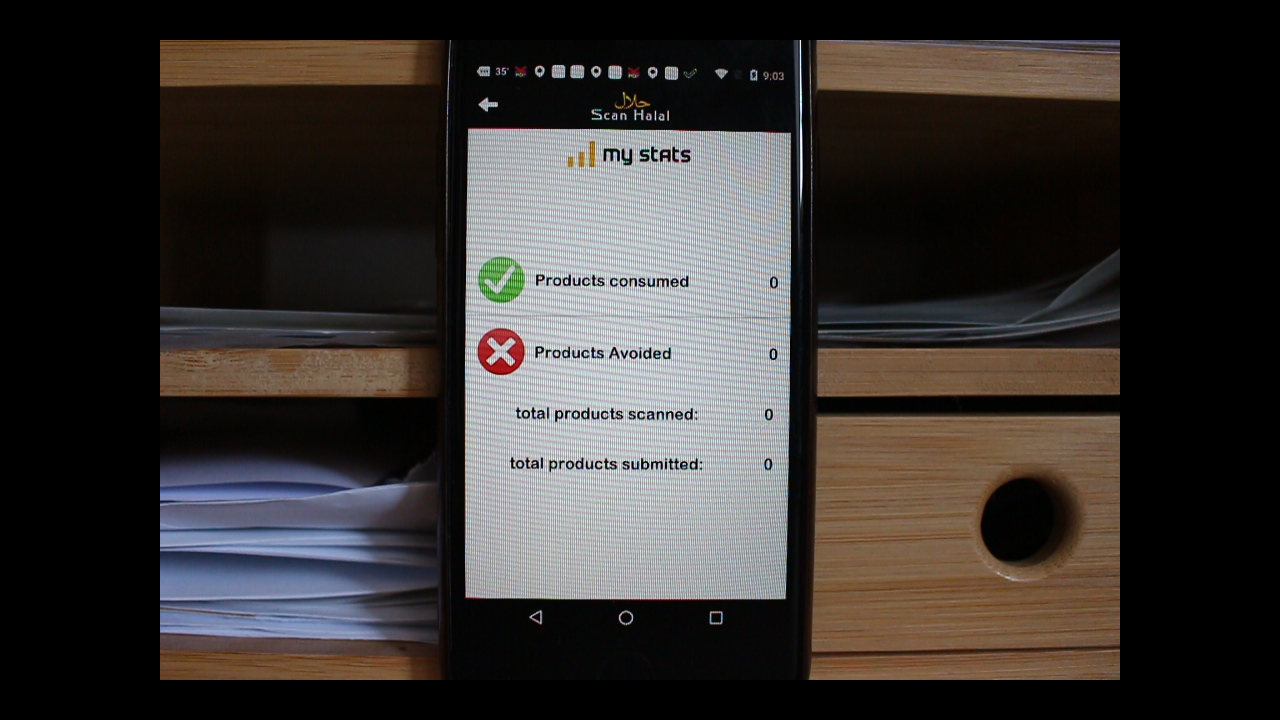 35° 9:03
حلال
Scan Halal
my stats
Products consumed 0
Products Avoided 0
total products scanned: 0
total products submitted: 0